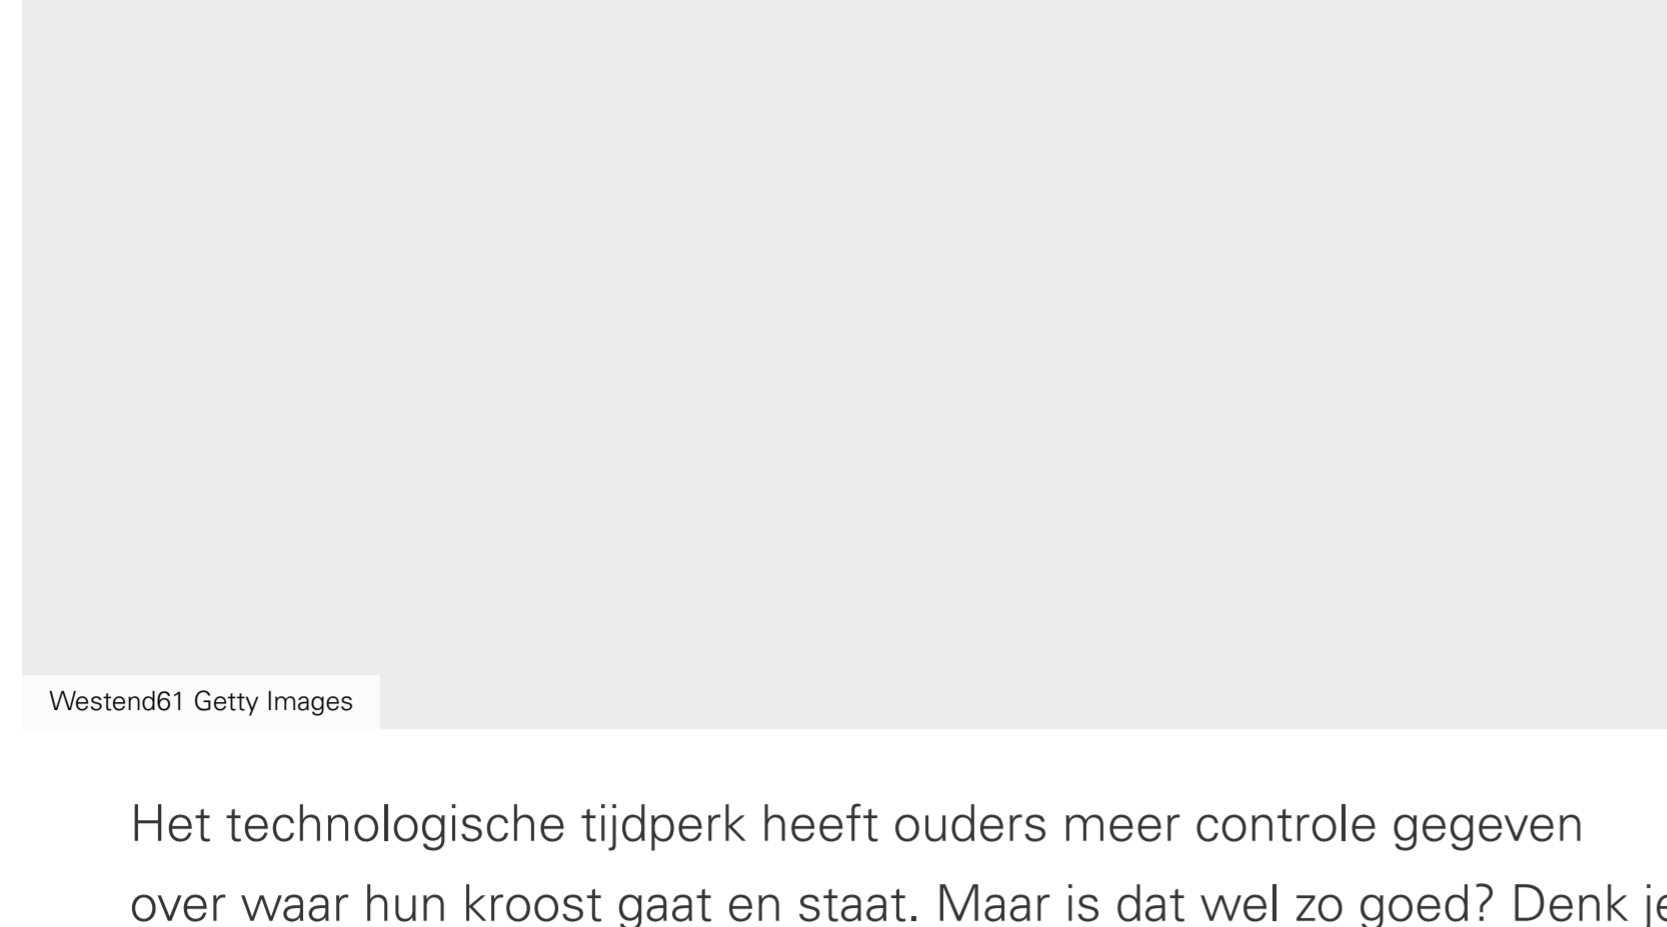 Westend61 Getty Images
Het technologische tijdperk heeft ouders meer controle gegeven
over waar hun kroost gaat en staat. Maar is dat wel zo goed? Denk je